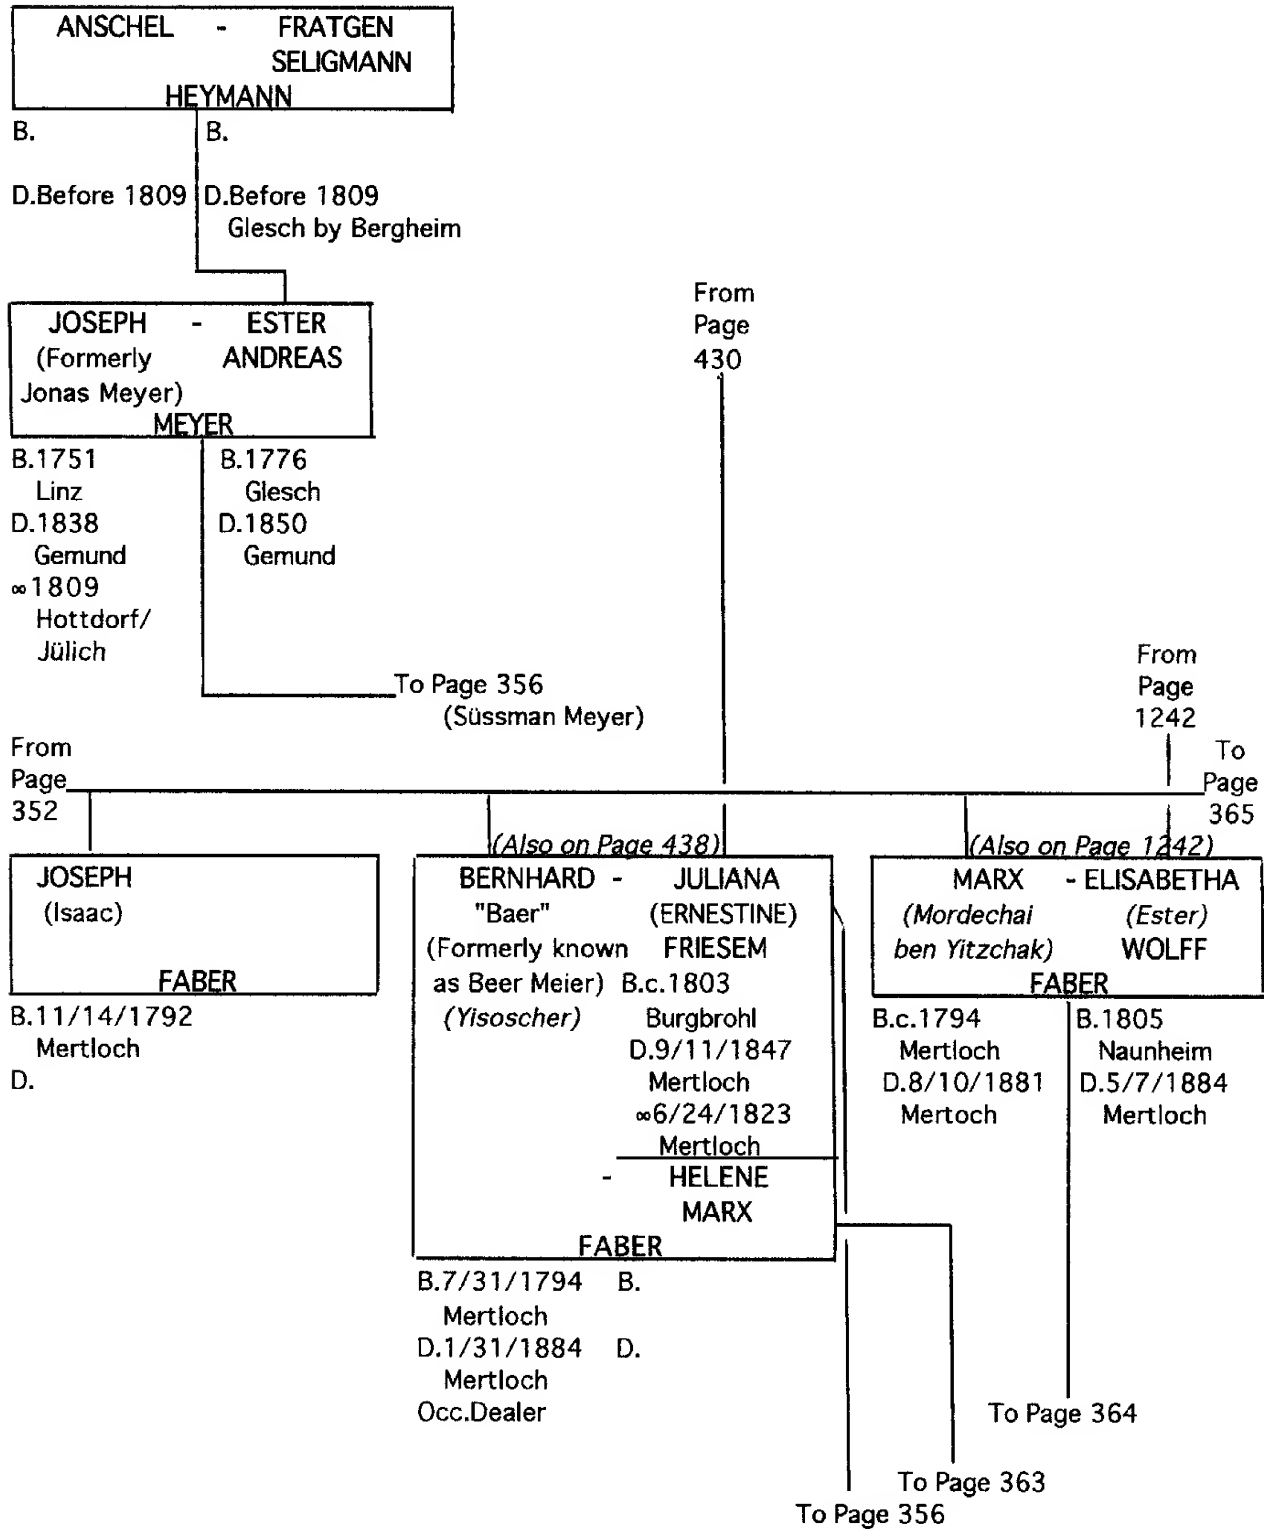 ANSCHEL - FRATGEN
SELIGMANN
HEYMANN
B. B.
D.Before 1809 D.Before 1809
Glesch by Bergheim
JOSEPH - ESTER
(Formerly ANDREAS
Jonas Meyer)
MEYER
B.1751 B.1776
Linz Glesch
D.1838 D.1850
Gemund Gemund
∞1809
Hottdorf/
Jülich
To Page 356
(Süssman Meyer)
From
Page
430
From
Page
1242
From
Page
352
To
Page
365
JOSEPH
(Isaac)
FABER
B.11/14/1792
Mertloch
D.
(Also on Page 438)
BERNHARD - JULIANA
"Baer" (ERNESTINE)
(Formerly known FRIESEM
as Beer Meier) B.c.1803
(Yisoscher) Burgbrohl
D.9/11/1847
Mertloch
∞6/24/1823
Mertloch
- HELENE
MARX
FABER
B.7/31/1794 B.
Mertloch
D.1/31/1884 D.
Mertloch
Occ.Dealer
(Also on Page 1242)
MARX - ELISABETHA
(Mordechai (Ester)
ben Yitzchak) WOLFF
FABER
B.c.1794 B.1805
Mertloch Naunheim
D.8/10/1881 D.5/7/1884
Mertoch Mertloch
To Page 364
To Page 363
To Page 356